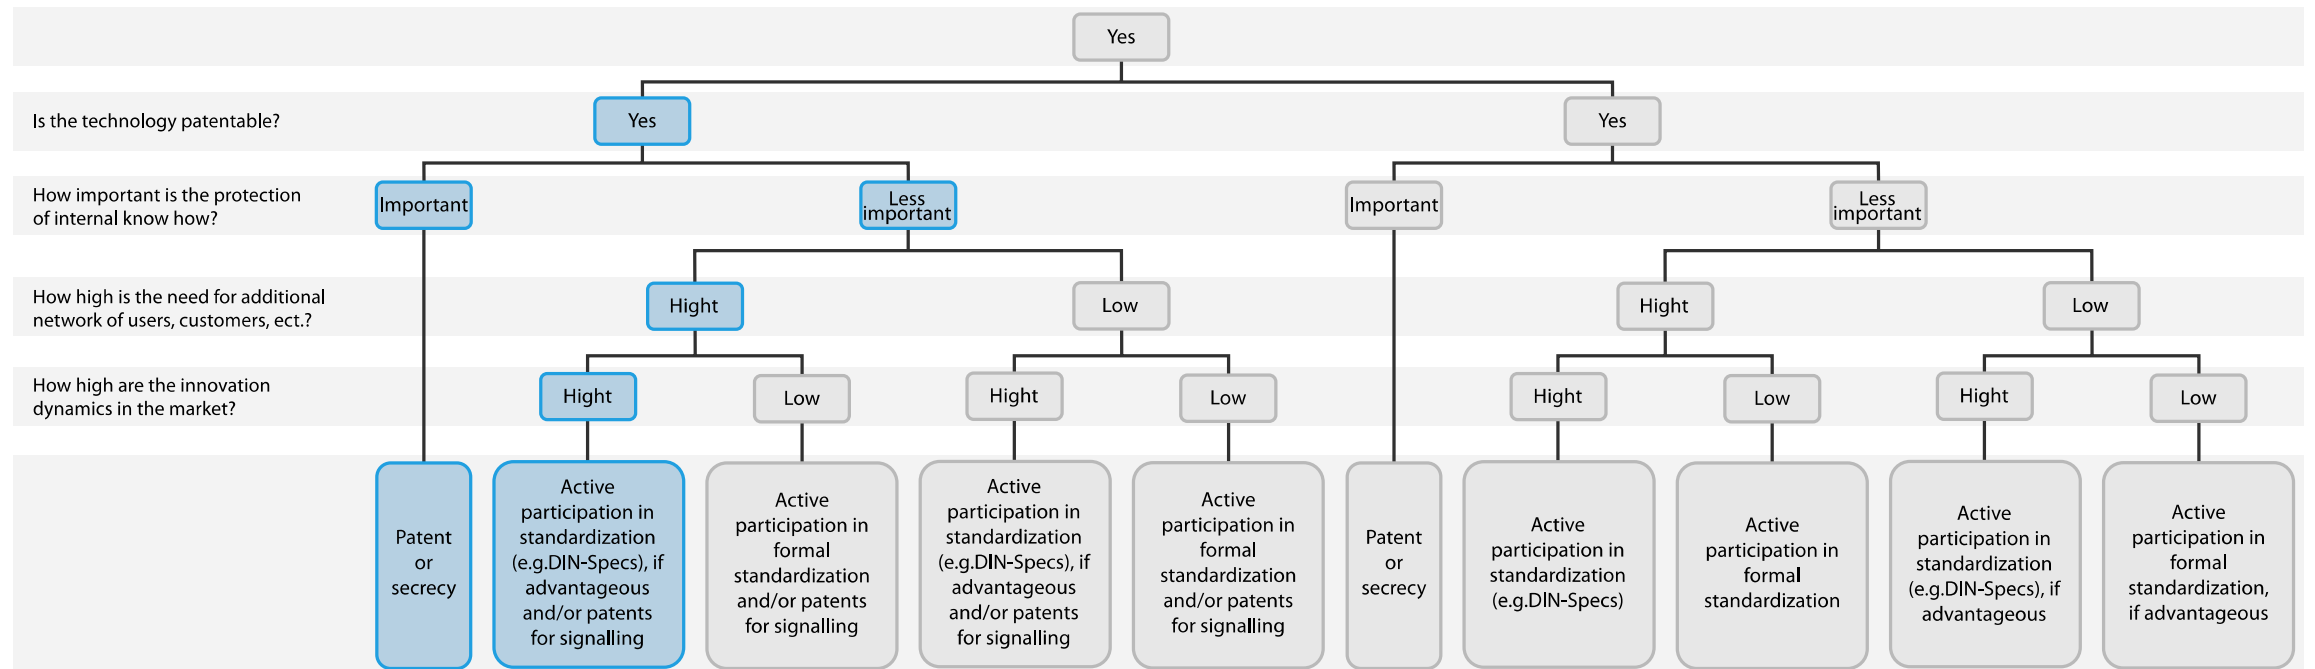 Yes
Is the technology patentable?
Yes
Yes
How important is the protection
of internal know how?
Important
Less
important
Important
Less
important
How high is the need for additional
network of users, customers, ect.?
Hight
Low
Hight
Low
How high are the innovation
dynamics in the market?
Hight
Low
Hight
Low
Hight
Low
Hight
Low
Patent
or
secrecy
Active
participation in
standardization
(e.g.DIN-Specs), if
advantageous
and/or patents
for signalling
Active
participation in
formal
standardization
and/or patents
for signalling
Active
participation in
standardization
(e.g.DIN-Specs), if
advantageous
and/or patents
for signalling
Active
participation in
formal
standardization
and/or patents
for signalling
Patent
or
secrecy
Active
participation in
standardization
(e.g.DIN-Specs)
Active
participation in
formal
standardization
Active
participation in
standardization
(e.g.DIN-Specs), if
advantageous
Active
participation in
formal
standardization,
if advantageous